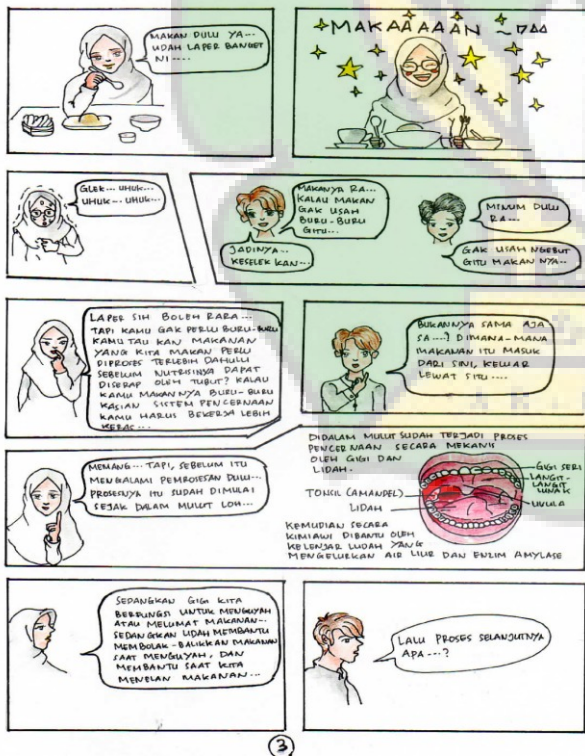 MAKAN DULU YA...
UDAH LAPER BANGET
NI....
MAKAAAAAN ~
GLEK... UHUK...
UHUK... UHUK...
MAKANYA RA...
KALAU MAKAN
GAK USAH
BURU-BURU
GITU...
JADINYA...
KESELEK KAN...
MINUM DULU
RA...
GAK USAH NGEBUT
GITU MAKAN NYA..
LAPER SIH BOLEH RARA...
TAPI KAMU GAK PERLU BURU-BURU
KAMU TAU KAN MAKANAN
YANG KITA MAKAN PERLU
DIPROSES TERLEBIH DAHULU
SEBELUM NUTRISINYA DAPAT
DISERAP OLEH TUBUT? KALAU
KAMU MAKANNYA BURU-BURU
KASIAN SISTEM PENCERNAAN
KAMU HARUS BEKERJA LEBIH
KERAS...
BUKANNYA SAMA AJA
SA....? DIMANA-MANA
MAKANAN ITU MASUK
DARI SINI, KELUAR
LEWAT SITU....
MEMANG... TAPI, SEBELUM ITU
MENGALAMI PEMROSESAN DULU...
PROSESNYA ITU SUDAH DIMULAI
SEJAK DALAM MULUT LOH...
DIDALAM MULUT SUDAH TERJADI PROSES
PENCERNAAN SECARA MEKANIS
OLEH GIGI DAN
LIDAH.
GIGI SERI
LANGIT-
LANGIT
LUNAK
UVULA
TONSIL (AMANDEL)
LIDAH
KEMUDIAN SECARA
KIMIAWI DIBANTU OLEH
KELENJAR LUDAH YANG
MENGELURKAN AIR LIUR DAN ENZIM AMYLASE
SEDANGKAN GIGI KITA
BERFUNGSI UNTUK MENGUYAH
ATAU MELUMAT MAKANAN...
SEDANGKAN LIDAH MEMBANTU
MEMBOLAK-BALIKKAN MAKANAN
SAAT MENGUYAH, DAN
MEMBANTU SAAT KITA
MENELAN MAKANAN...
LALU PROSES SELANJUTNYA
APA ...?
3